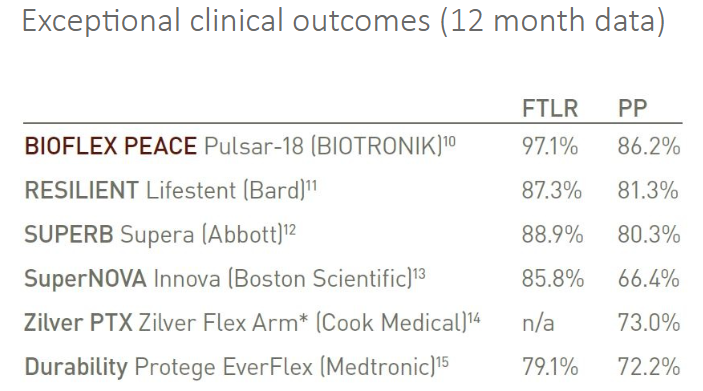 Exceptional clinical outcomes (12 month data)
FTLR PP
BIOFLEX PEACE Pulsar-18 (BIOTRONIK)¹⁰ 97.1% 86.2%
RESILIENT Lifestent (Bard)¹¹ 87.3% 81.3%
SUPERB Supera (Abbott)¹² 88.9% 80.3%
SuperNOVA Innova (Boston Scientific)¹³ 85.8% 66.4%
Zilver PTX Zilver Flex Arm* (Cook Medical)¹⁴ n/a 73.0%
Durability Protege EverFlex (Medtronic)¹⁵ 79.1% 72.2%